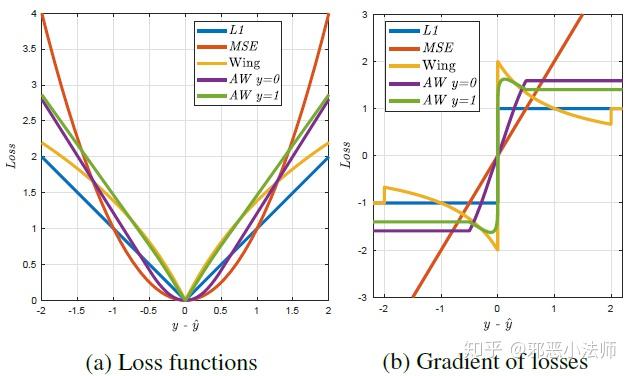 4
3.5
3
2.5
2
1.5
1
0.5
0
-2 -1.5 -1 -0.5 0 0.5 1 1.5 2
Loss
y - ŷ
L1
MSE
Wing
AW y=0
AW y=1
(a) Loss functions
3
2
1
0
-1
-2
-3
-2 -1 0 1 2
Loss
y - ŷ
L1
MSE
Wing
AW y=0
AW y=1
(b) Gradient of losses
知乎 @邪恶小法师